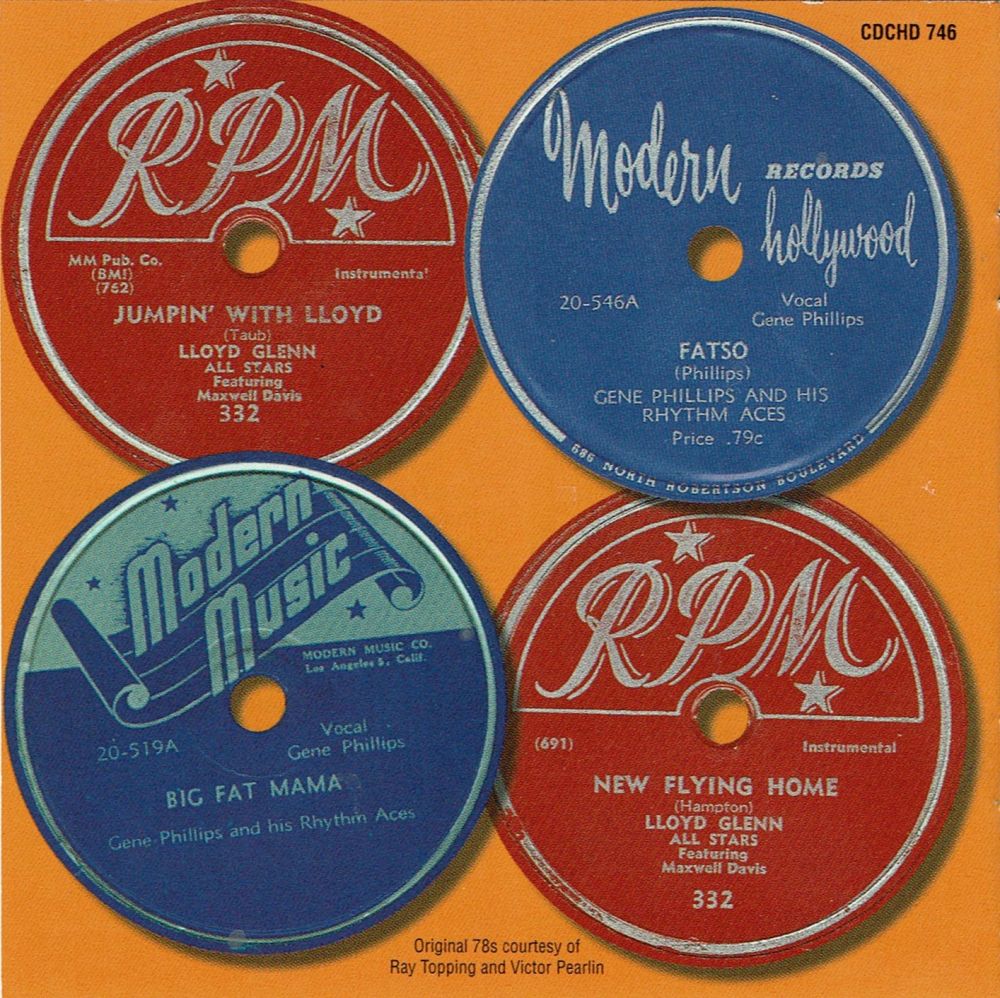 CDCHD 746
RPM
MM Pub. Co.
(BMI)
(762)
Instrumental
JUMPIN' WITH LLOYD
(Taub)
LLOYD GLENN
ALL STARS
Featuring
Maxwell Davis
332
Modern
RECORDS
hollywood
20-546A
Vocal
Gene Phillips
FATSO
(Phillips)
GENE PHILLIPS AND HIS
RHYTHM ACES
Price .79c
686 NORTH ROBERTSON BOULEVARD
Modern
Music
MODERN MUSIC CO.
Los Angeles 5, Calif.
20-519A
Vocal
Gene Phillips
BIG FAT MAMA
Gene Phillips and his Rhythm Aces
RPM
(691)
Instrumental
NEW FLYING HOME
(Hampton)
LLOYD GLENN
ALL STARS
Featuring
Maxwell Davis
332
Original 78s courtesy of
Ray Topping and Victor Pearlin